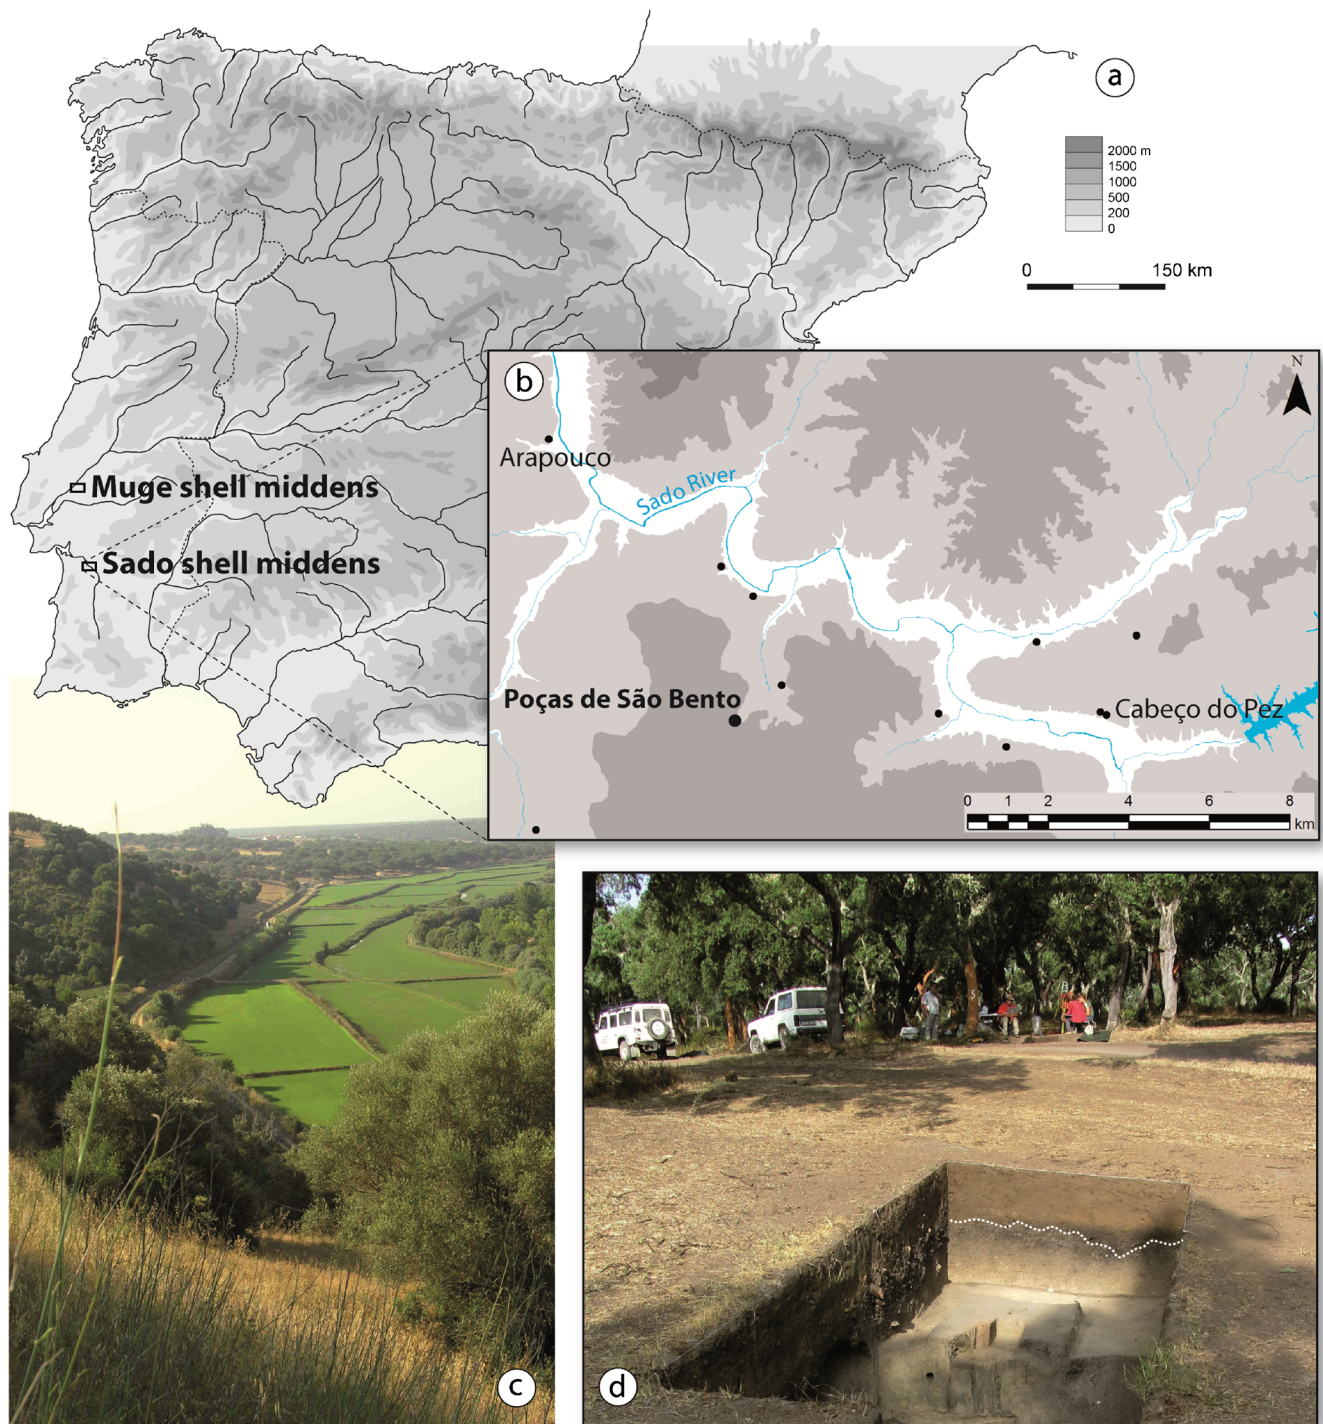 a
2000 m
1500
1000
500
200
0
0 150 km
Muge shell middens
Sado shell middens
b
N
Arapouco
Sado River
Poças de São Bento
Cabeço do Pez
0 1 2 4 6 8
km
c
d